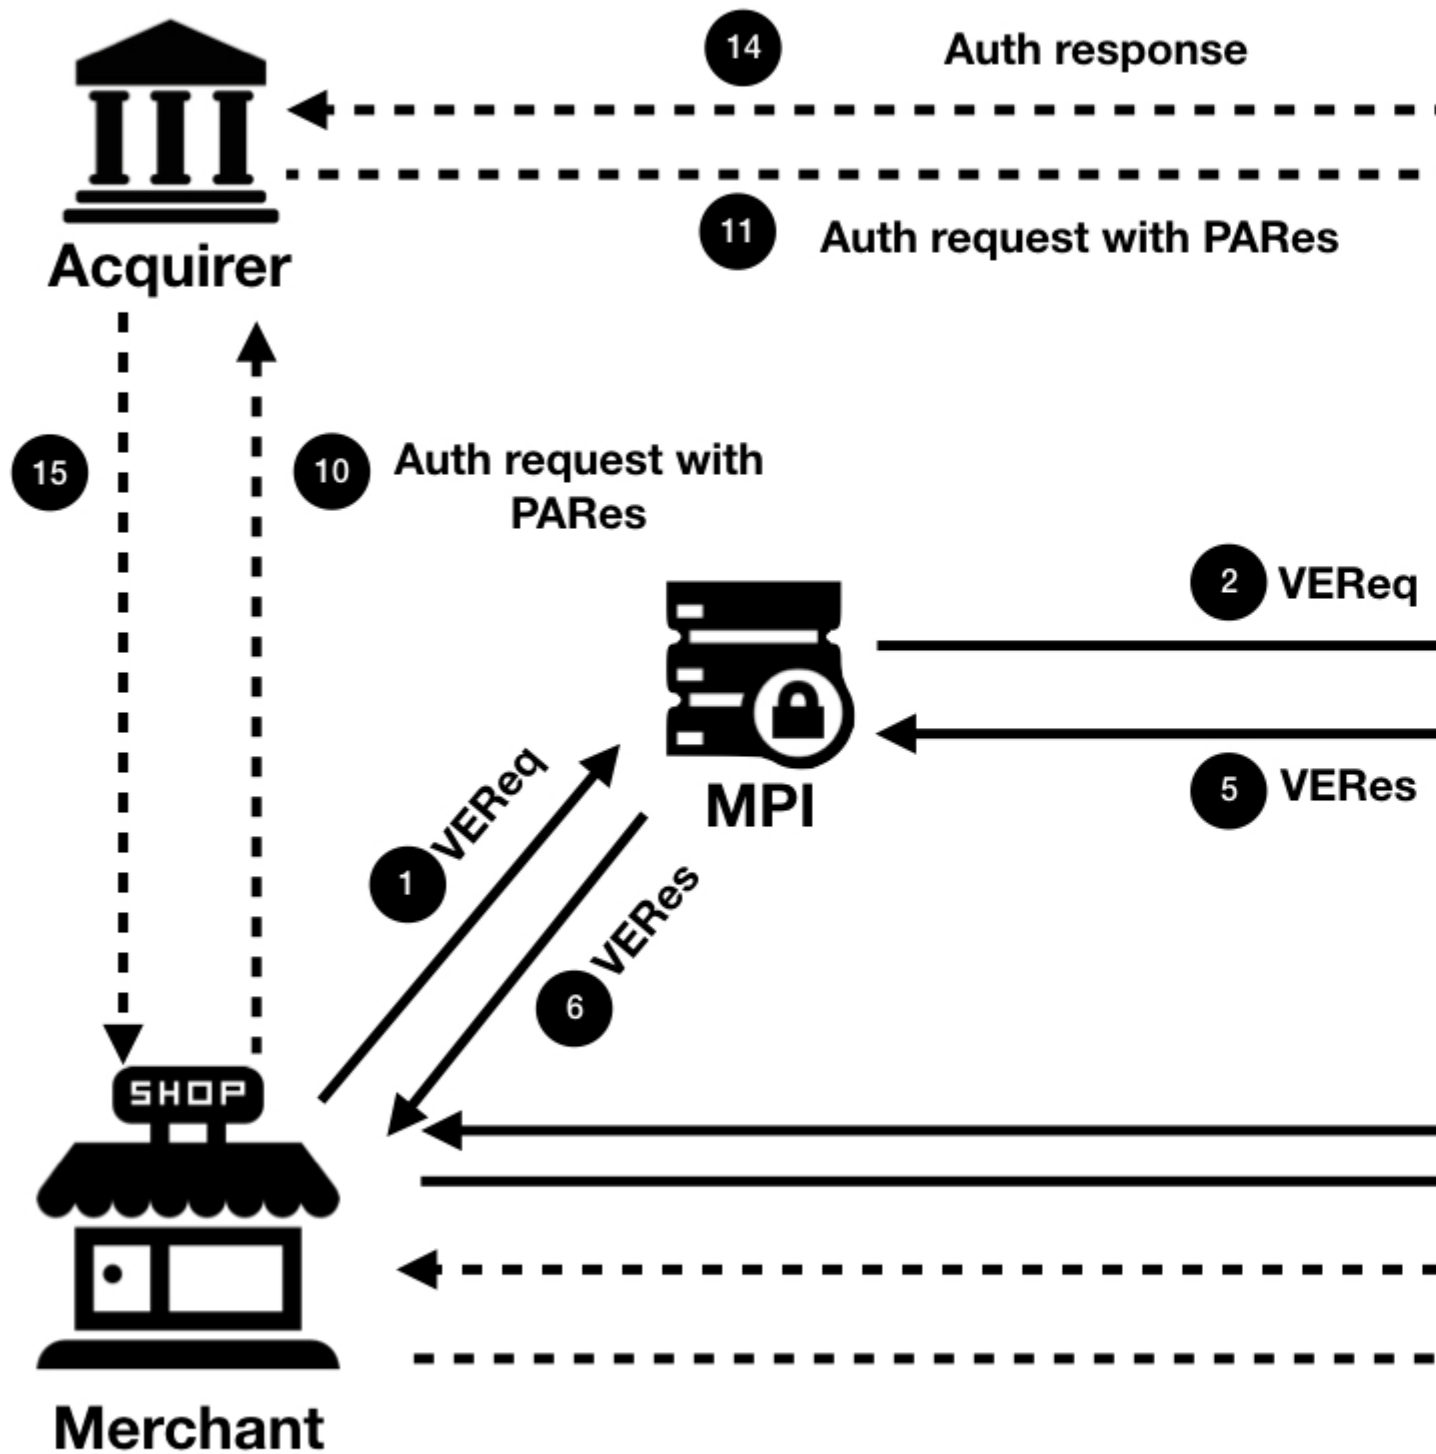 14 Auth response
11 Auth request with PARes
Acquirer
15
10 Auth request with
PARes
2 VEReq
5 VERes
MPI
1 VEReq
6 VERes
SHOP
Merchant